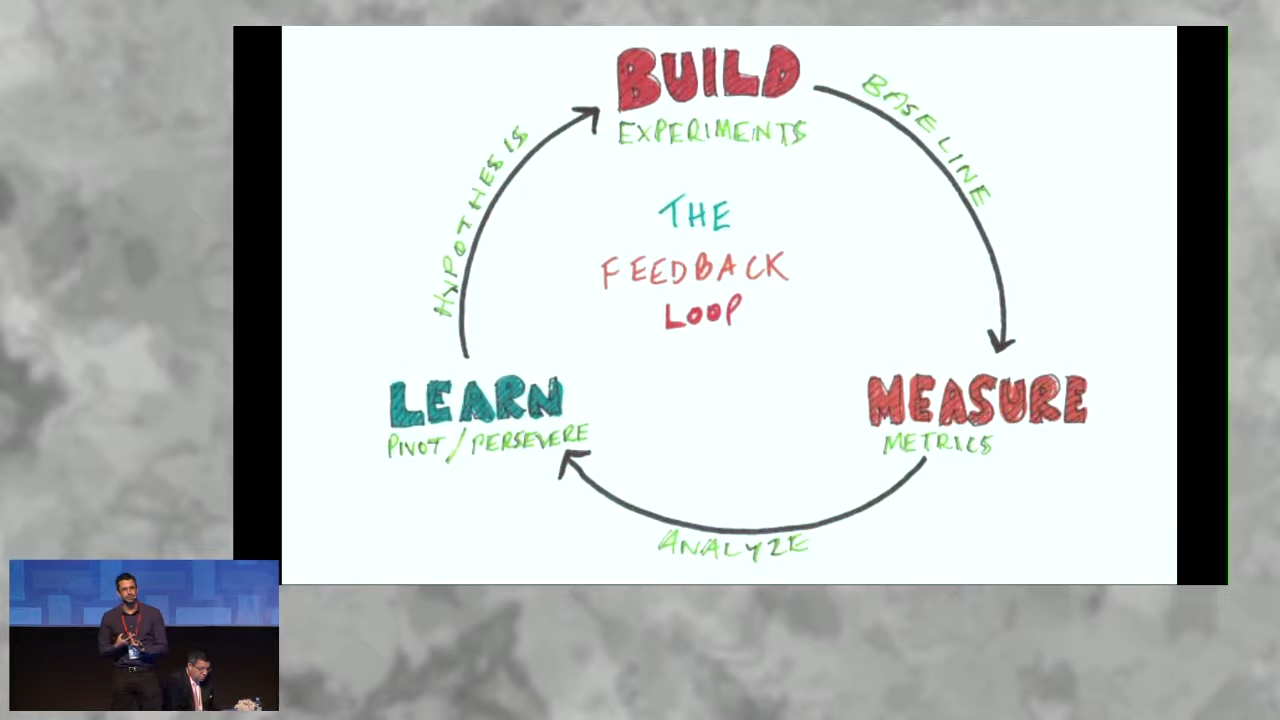 BUILD
EXPERIMENTS
BASELINE
HYPOTHESIS
THE
FEEDBACK
LOOP
LEARN
PIVOT / PERSEVERE
MEASURE
METRICS
ANALYZE